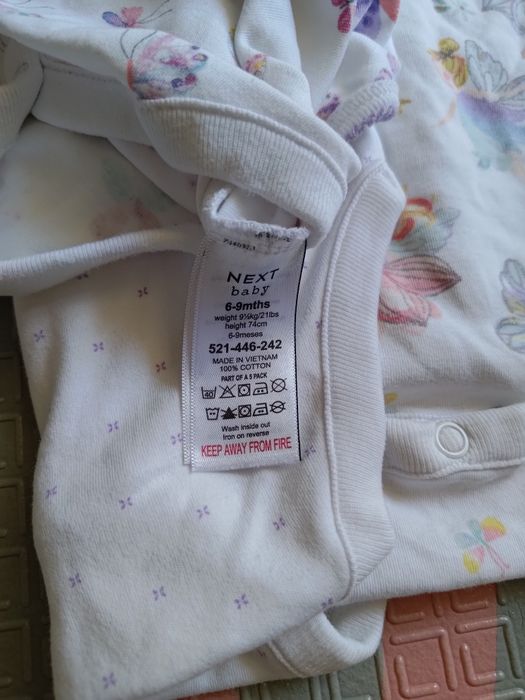 NEXT
baby
6-9mths
weight 9½kg/21lbs
height 74cm
6-9meses
521-446-242
MADE IN VIETNAM
100% COTTON
PART OF A 5 PACK
40
Wash inside out
Iron on reverse
KEEP AWAY FROM FIRE